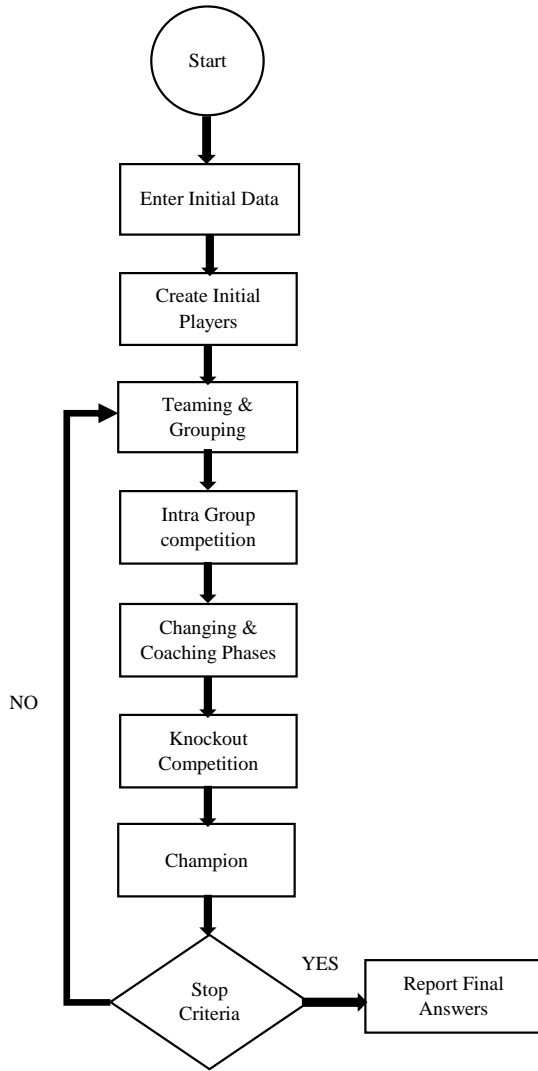 Start
Enter Initial Data
Create Initial
Players
Teaming &
Grouping
Intra Group
competition
Changing &
Coaching Phases
NO
Knockout
Competition
Champion
YES
Stop
Criteria
Report Final
Answers